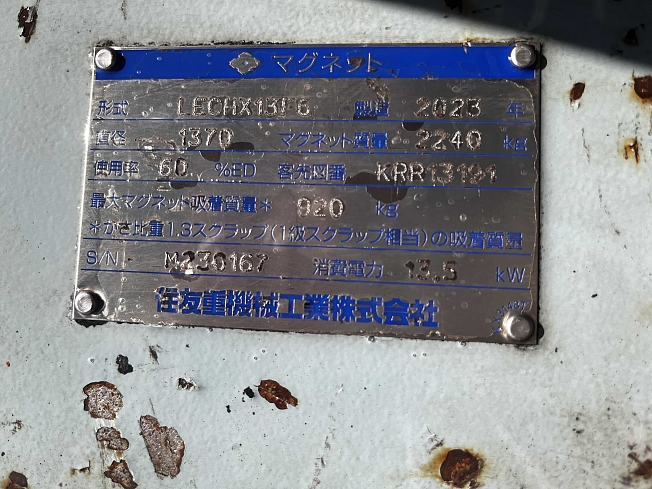 マグネット
形式 LECHX13F6 製造 2023 年
直径 1370 マグネット質量 2240 kg
使用率 60 %ED 客先図番 KRR13191
最大マグネット吸着質量* 920 kg
*かさ比重1.8スクラップ(1級スクラップ相当)の吸着質量
S/N M230167 消費電力 13.5 kW
住友重機械工業株式会社